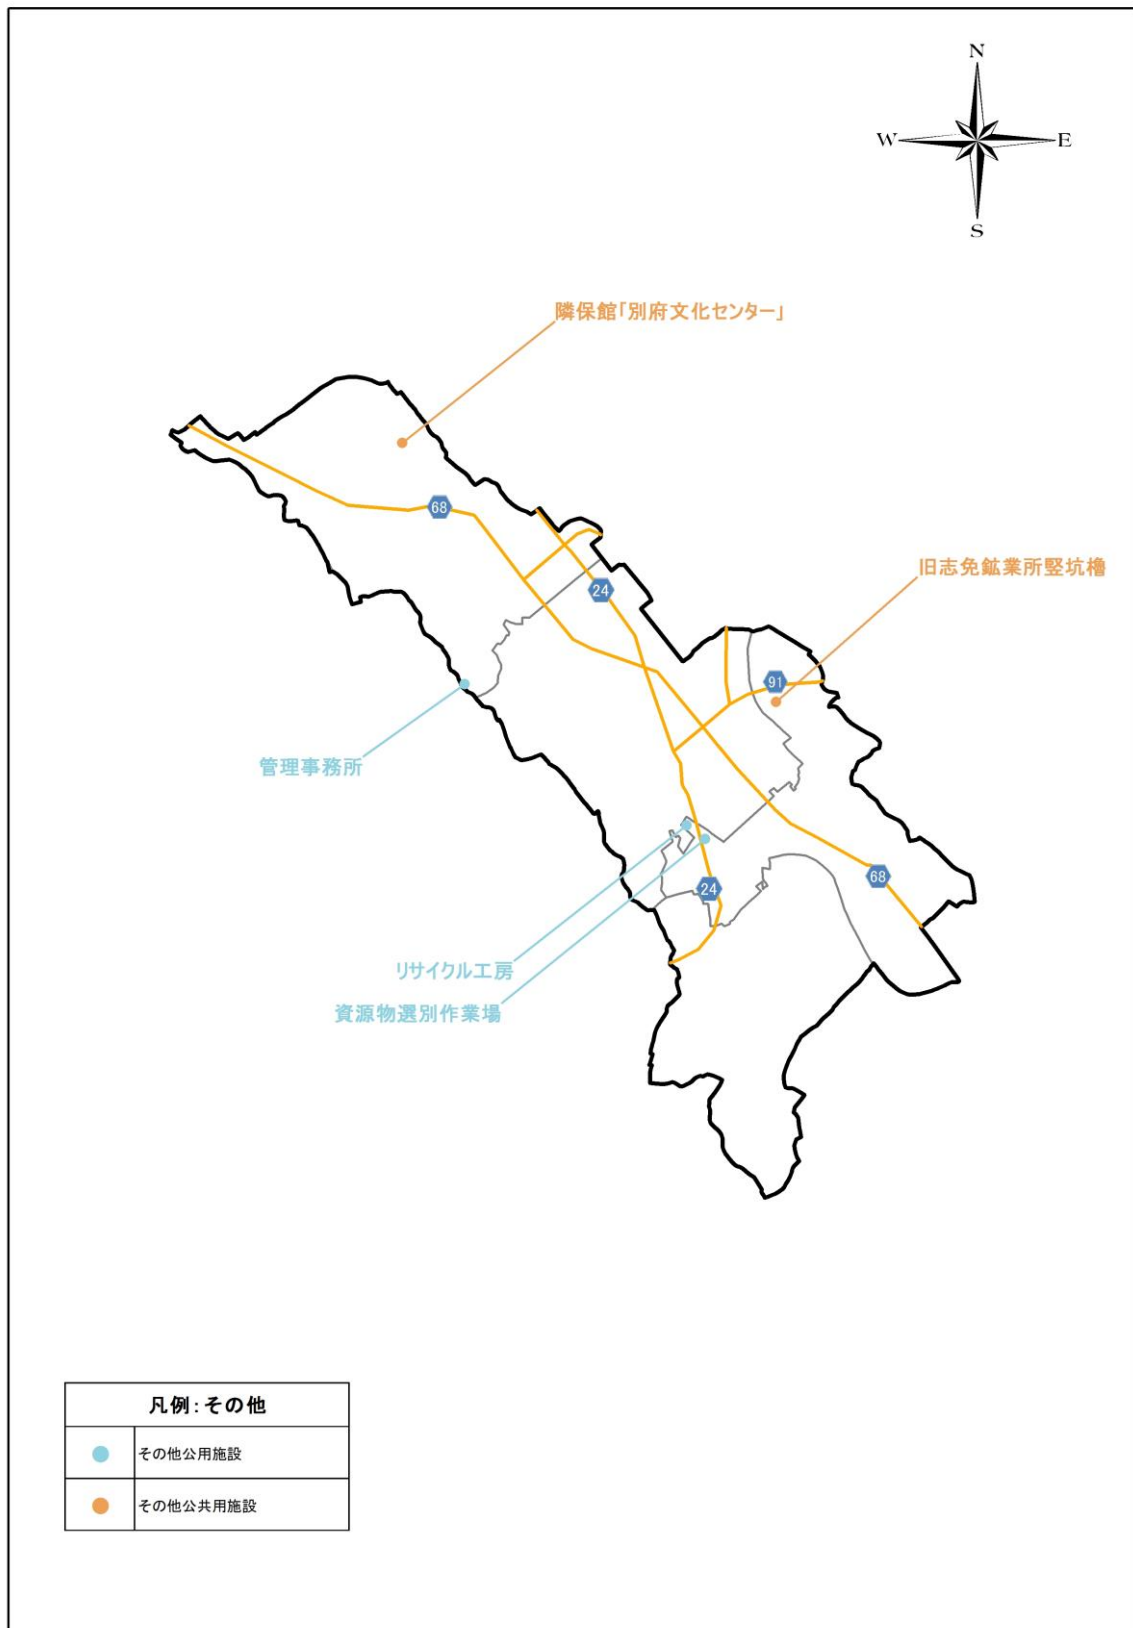 N
W
E
S
隣保館「別府文化センター」
68
旧志免鉱業所竪坑櫓
24
91
管理事務所
24
68
リサイクル工房
資源物選別作業場
凡例:その他
その他公用施設
その他公共用施設